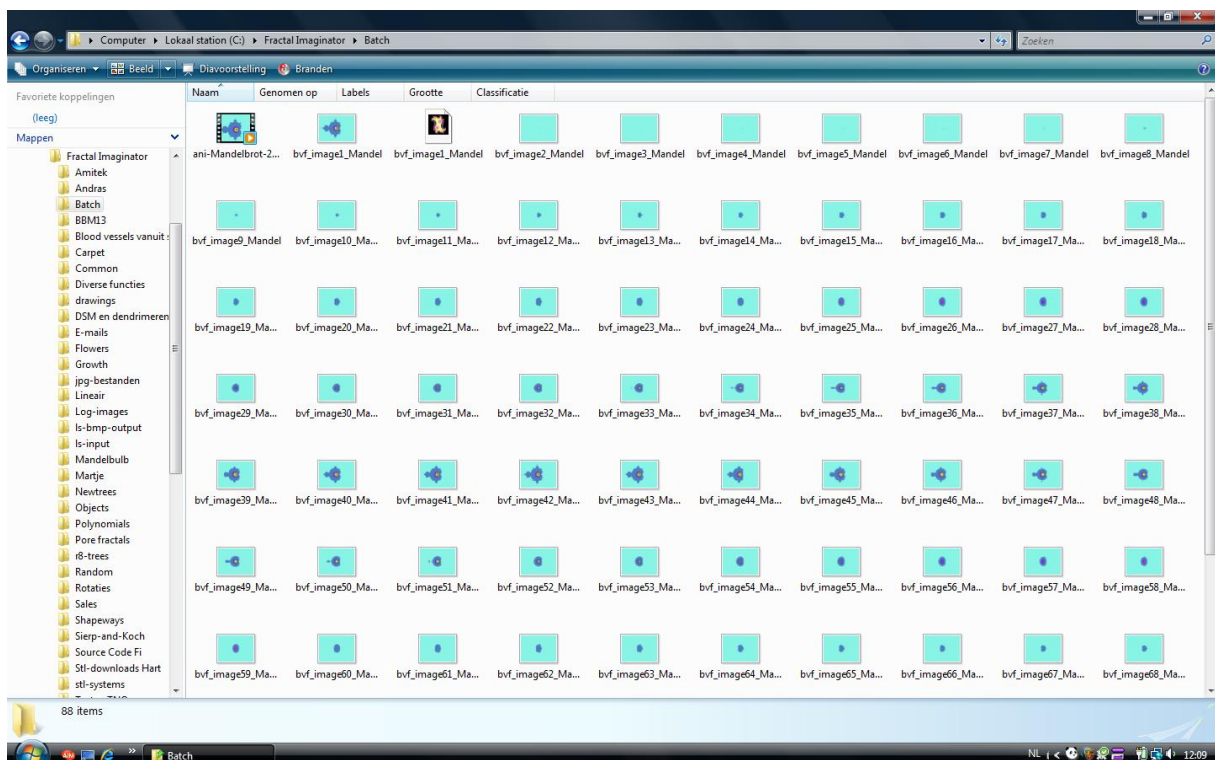 Computer Lokaal station (C:) Fractal Imaginator Batch
Zoeken
Organiseren Beeld Diavoorstelling Branden
Favoriete koppelingen
(leeg)
Mappen
Fractal Imaginator
Amitek
Andras
Batch
BBM13
Blood vessels vanuit
Carpet
Common
Diverse functies
drawings
DSM en dendrimeren
E-mails
Flowers
Growth
jpg-bestanden
Lineair
Log-images
ls-bmp-output
ls-input
Mandelbulb
Martje
Newtrees
Objects
Polynomials
Pore fractals
r8-trees
Random
Rotaties
Sales
Shapeways
Sierp-and-Koch
Source Code Fi
Stl-downloads Hart
stl-systems
Naam Genomen op Labels Grootte Classificatie
ani-Mandelbrot-2... bvf_image1_Mandel bvf_image1_Mandel bvf_image2_Mandel bvf_image3_Mandel bvf_image4_Mandel bvf_image5_Mandel bvf_image6_Mandel bvf_image7_Mandel bvf_image8_Mandel
bvf_image9_Mandel bvf_image10_Ma... bvf_image11_Ma... bvf_image12_Ma... bvf_image13_Ma... bvf_image14_Ma... bvf_image15_Ma... bvf_image16_Ma... bvf_image17_Ma... bvf_image18_Ma...
bvf_image19_Ma... bvf_image20_Ma... bvf_image21_Ma... bvf_image22_Ma... bvf_image23_Ma... bvf_image24_Ma... bvf_image25_Ma... bvf_image26_Ma... bvf_image27_Ma... bvf_image28_Ma...
bvf_image29_Ma... bvf_image30_Ma... bvf_image31_Ma... bvf_image32_Ma... bvf_image33_Ma... bvf_image34_Ma... bvf_image35_Ma... bvf_image36_Ma... bvf_image37_Ma... bvf_image38_Ma...
bvf_image39_Ma... bvf_image40_Ma... bvf_image41_Ma... bvf_image42_Ma... bvf_image43_Ma... bvf_image44_Ma... bvf_image45_Ma... bvf_image46_Ma... bvf_image47_Ma... bvf_image48_Ma...
bvf_image49_Ma... bvf_image50_Ma... bvf_image51_Ma... bvf_image52_Ma... bvf_image53_Ma... bvf_image54_Ma... bvf_image55_Ma... bvf_image56_Ma... bvf_image57_Ma... bvf_image58_Ma...
bvf_image59_Ma... bvf_image60_Ma... bvf_image61_Ma... bvf_image62_Ma... bvf_image63_Ma... bvf_image64_Ma... bvf_image65_Ma... bvf_image66_Ma... bvf_image67_Ma... bvf_image68_Ma...
88 items
Batch
NL
12:09